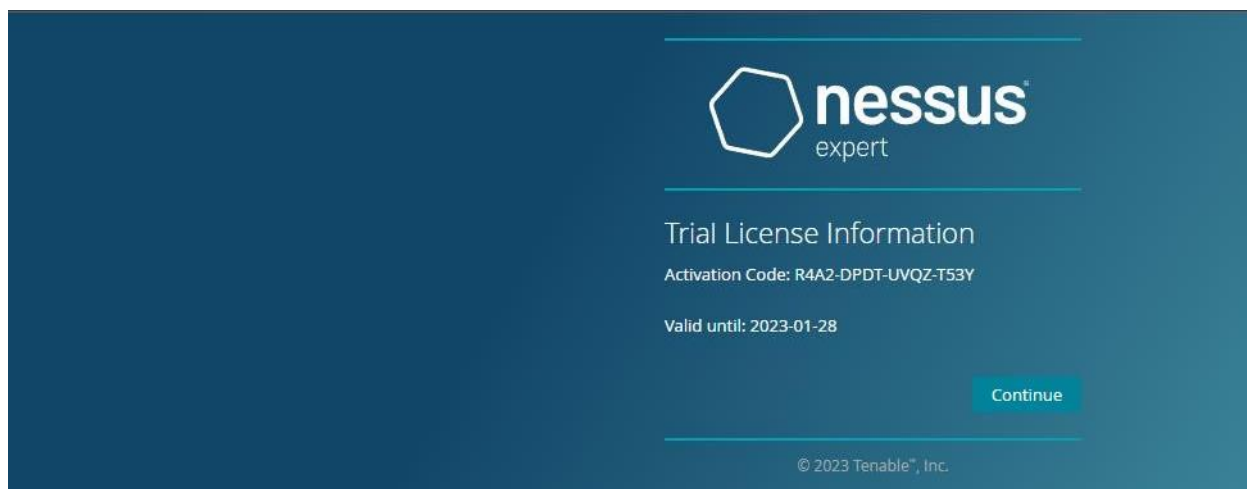 nessus®
expert
Trial License Information
Activation Code: R4A2-DPDT-UVQZ-T53Y
Valid until: 2023-01-28
Continue
© 2023 Tenable™, Inc.